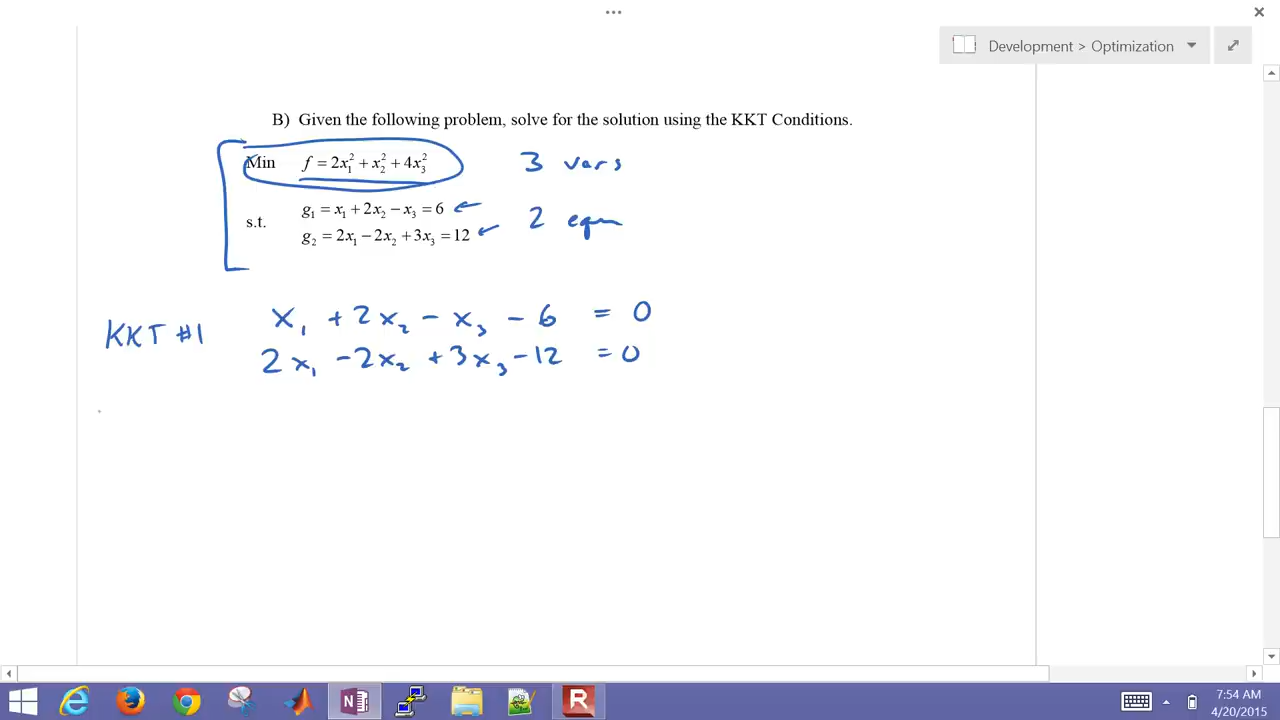 Development > Optimization
B) Given the following problem, solve for the solution using the KKT Conditions.
Min f = 2x₁² + x₂² + 4x₃² 3 vars
s.t. g₁ = x₁ + 2x₂ − x₃ = 6 2 eqn
g₂ = 2x₁ − 2x₂ + 3x₃ = 12
KKT #1 x₁ + 2x₂ − x₃ − 6 = 0
2x₁ − 2x₂ + 3x₃ − 12 = 0
7:54 AM
4/20/2015